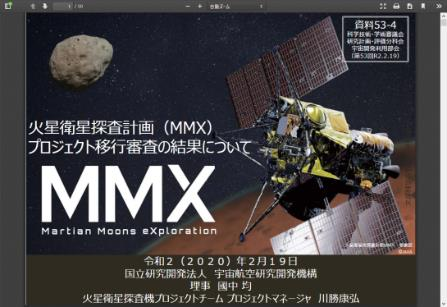 資料53-4
科学技術・学術審議会
研究計画・評価分科会
宇宙開発利用部会
(第53回R2.2.19)
火星衛星探査計画（MMX）
プロジェクト移行審査の結果について
MMX
Martian Moons eXploration
令和２（２０２０）年２月１９日
国立研究開発法人　宇宙航空研究開発機構
理事　國中 均
火星衛星探査機プロジェクトチーム プロジェクトマネージャ 川勝康弘